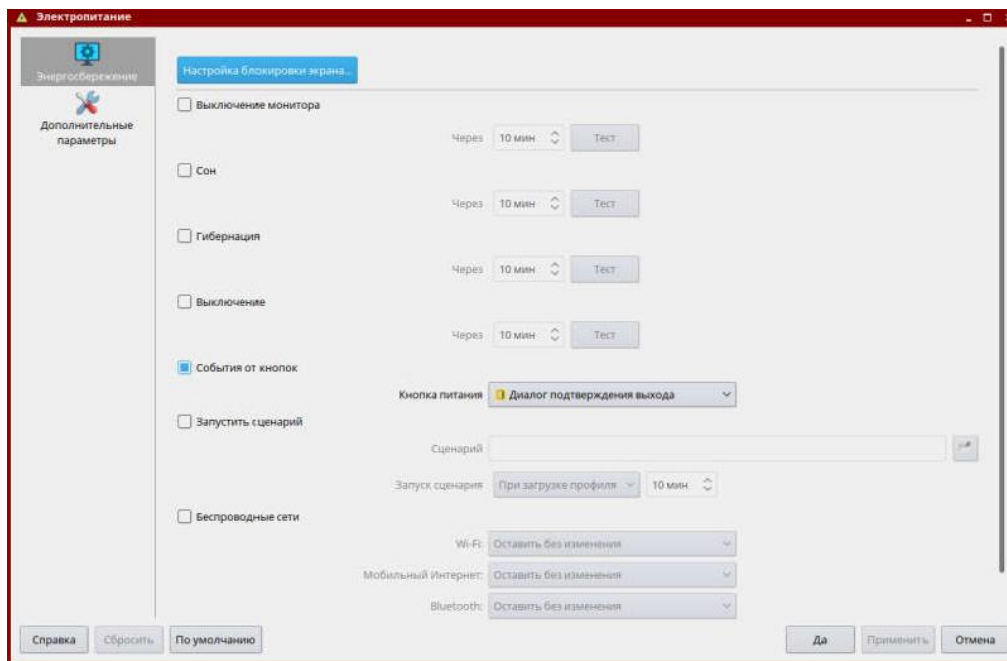 Электропитание
Энергосбережение
Дополнительные
параметры
Настройка блокировки экрана...
Выключение монитора
Через 10 мин Тест
Сон
Через 10 мин Тест
Гибернация
Через 10 мин Тест
Выключение
Через 10 мин Тест
События от кнопок
Кнопка питания Диалог подтверждения выхода
Запустить сценарий
Сценарий
Запуск сценария При загрузке профиля 10 мин
Беспроводные сети
Wi-Fi: Оставить без изменения
Мобильный Интернет: Оставить без изменения
Bluetooth: Оставить без изменения
Справка Сбросить По умолчанию Да Применить Отмена